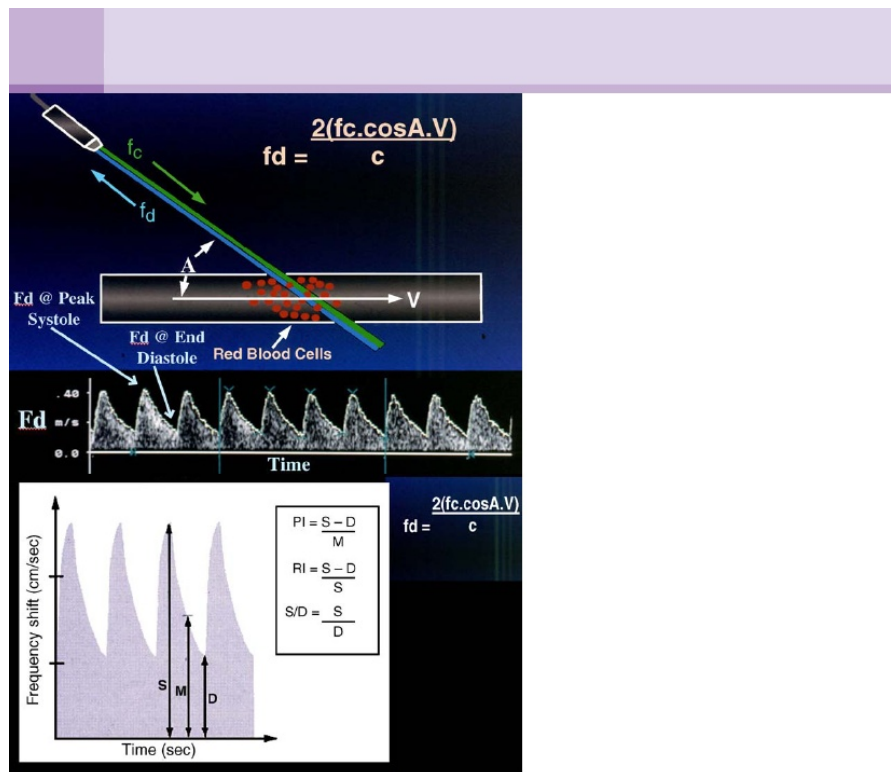 2(fc.cosA.V)
fd =
c
fc
fd
A
V
Fd @ Peak
Systole
Fd @ End
Diastole
Red Blood Cells
.40
Fd
m/s
0.0
Time
2(fc.cosA.V)
fd =
c
Frequency shift (cm/sec)
S
M
D
Time (sec)
PI = S – D
M
RI = S – D
S
S/D = S
D